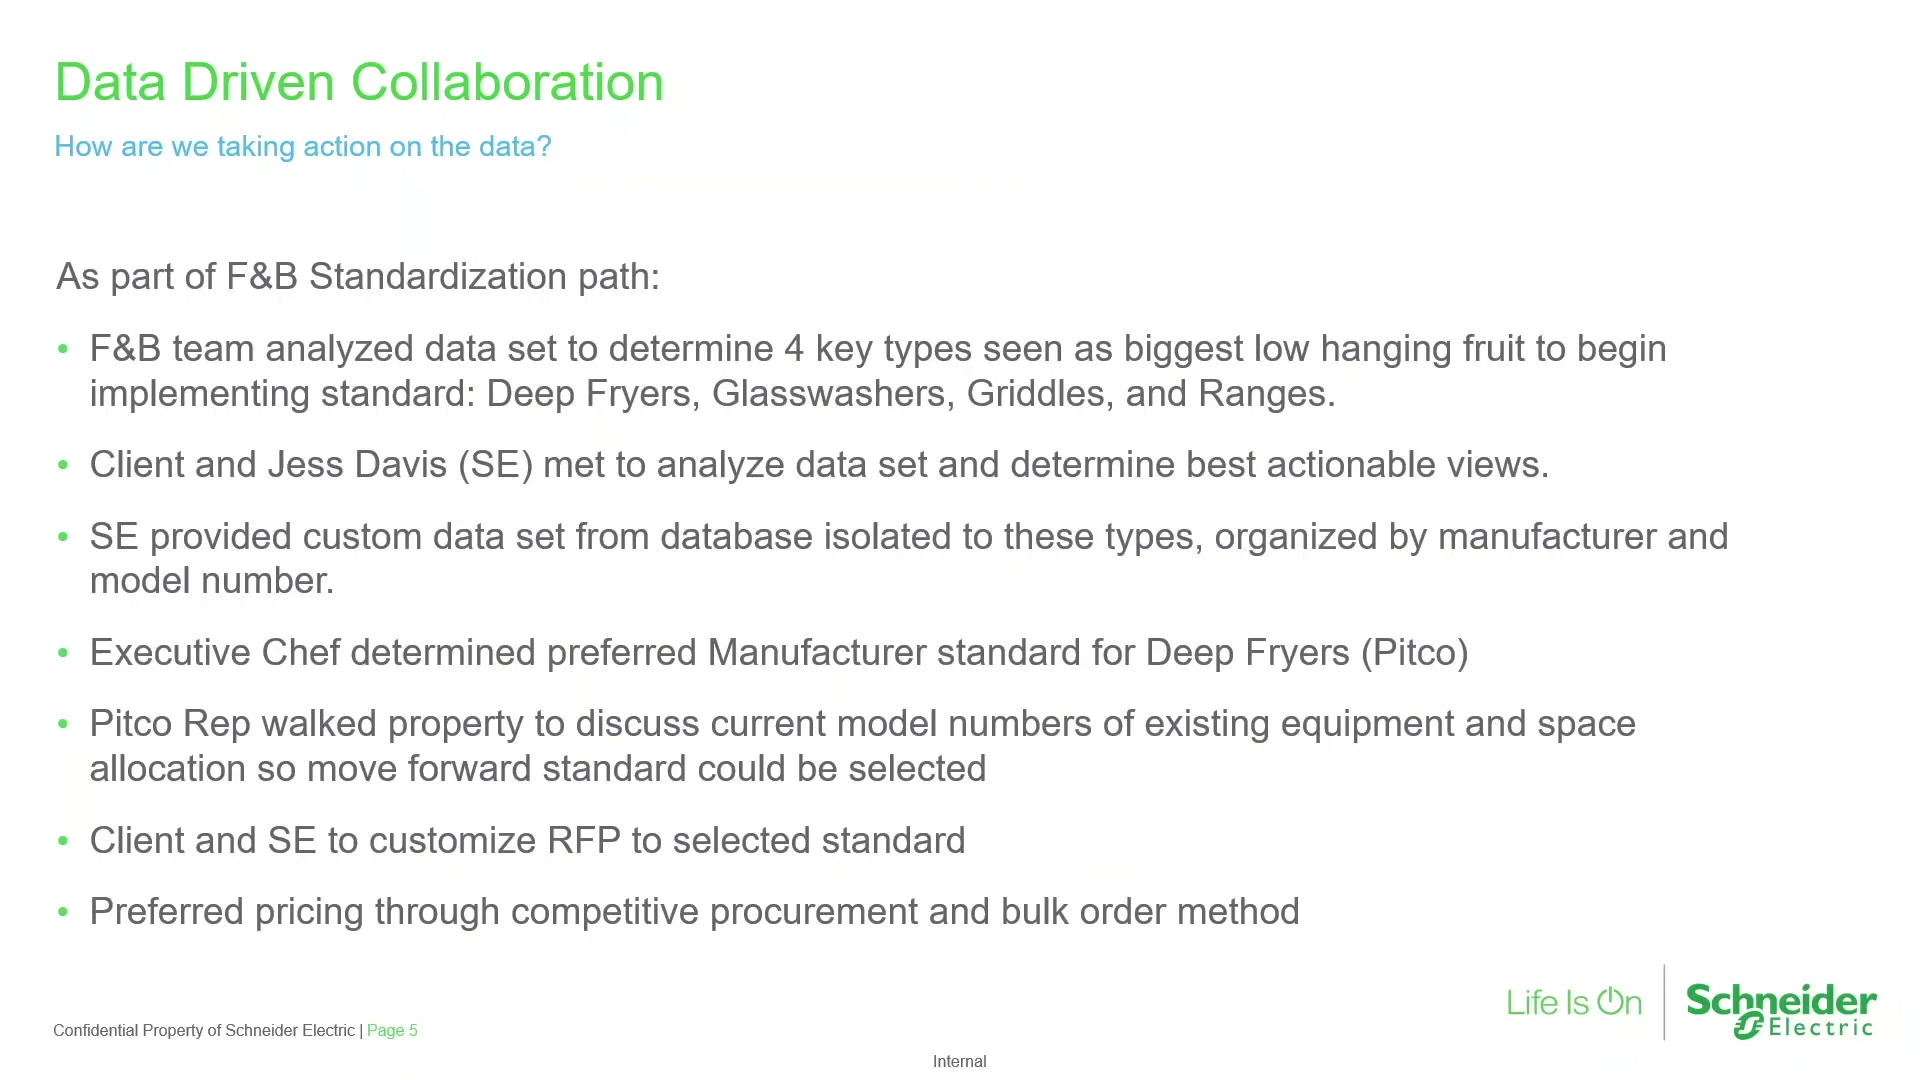 Data Driven Collaboration
How are we taking action on the data?
As part of F&B Standardization path:
• F&B team analyzed data set to determine 4 key types seen as biggest low hanging fruit to begin
implementing standard: Deep Fryers, Glasswashers, Griddles, and Ranges.
• Client and Jess Davis (SE) met to analyze data set and determine best actionable views.
• SE provided custom data set from database isolated to these types, organized by manufacturer and
model number.
• Executive Chef determined preferred Manufacturer standard for Deep Fryers (Pitco)
• Pitco Rep walked property to discuss current model numbers of existing equipment and space
allocation so move forward standard could be selected
• Client and SE to customize RFP to selected standard
• Preferred pricing through competitive procurement and bulk order method
Life Is On
Schneider
Electric
Confidential Property of Schneider Electric | Page 5
Internal